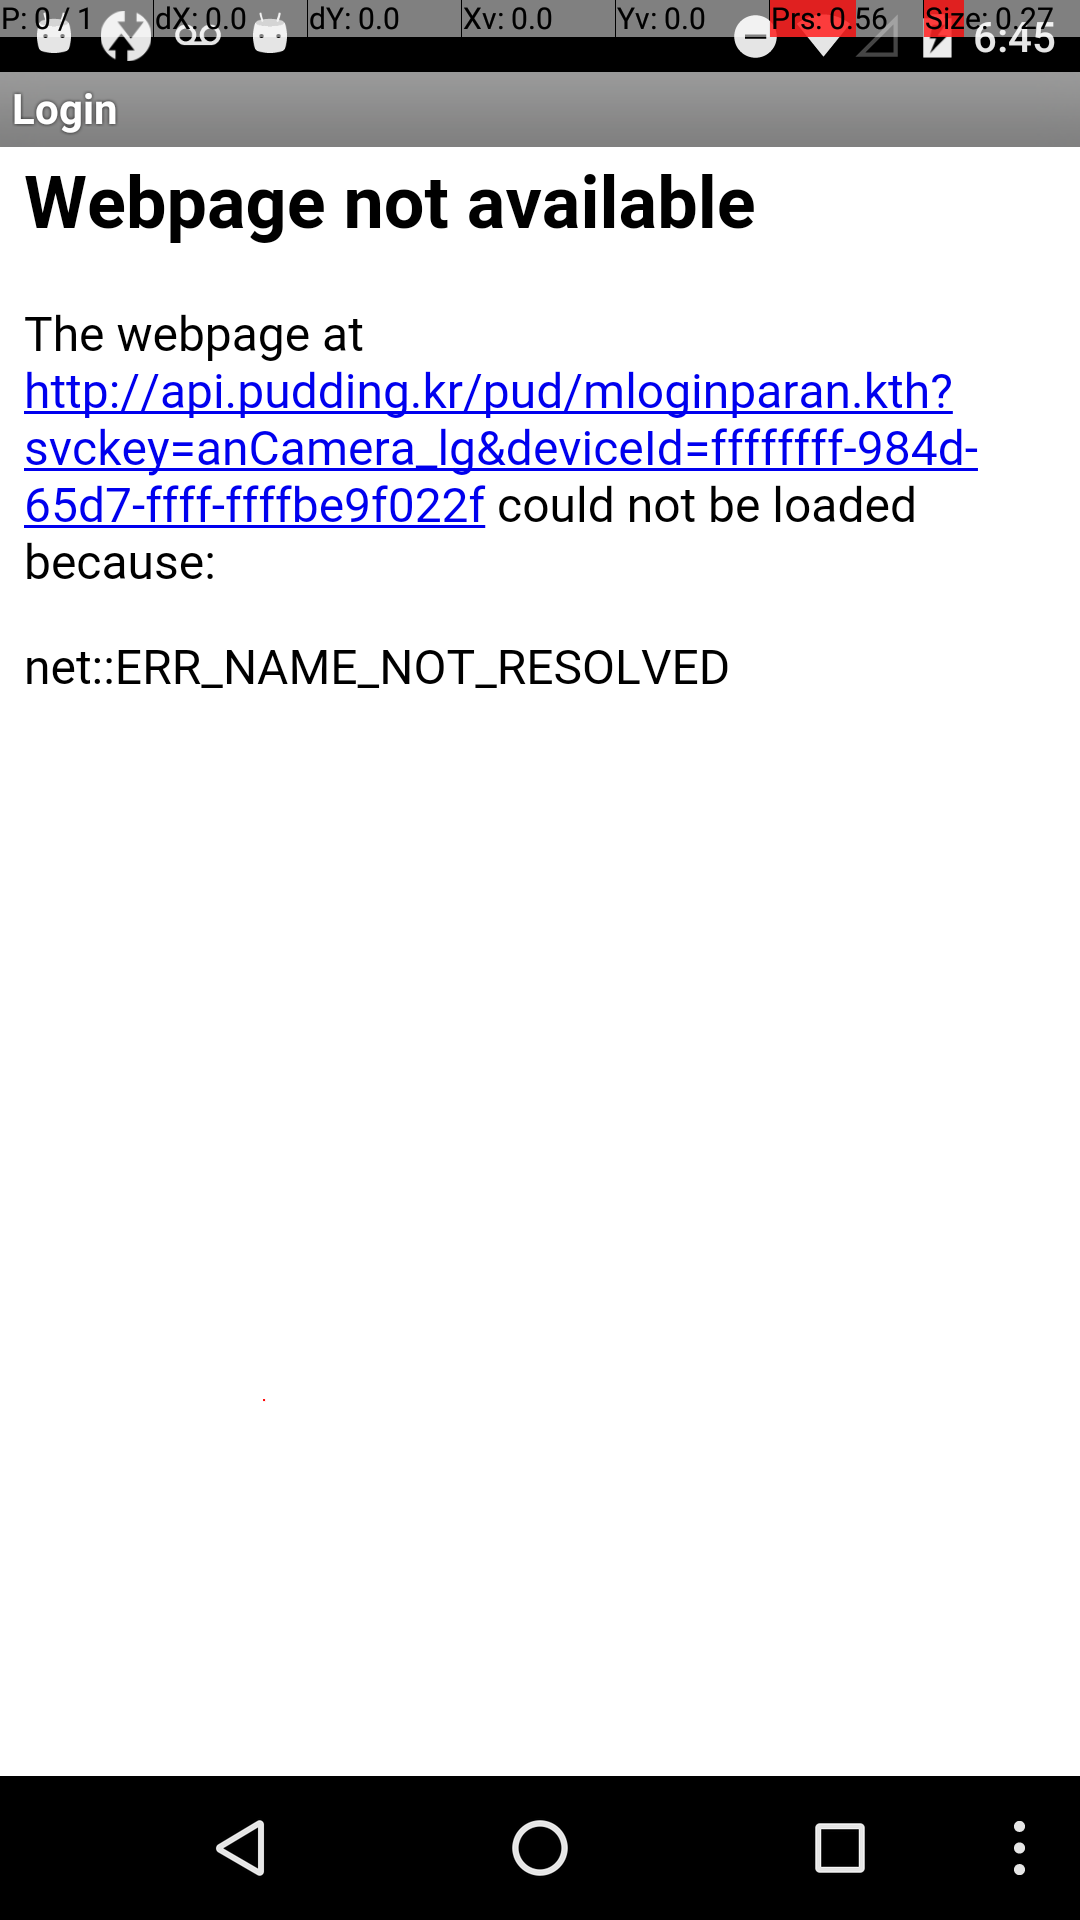 P: 0 / 1 dX: 0.0 dY: 0.0 Xv: 0.0 Yv: 0.0 Prs: 0.56 Size: 0.27
6:45
Login
Webpage not available
The webpage at
http://api.pudding.kr/pud/mloginparan.kth?
svckey=anCamera_lg&deviceId=ffffffff-984d-
65d7-ffff-ffffbe9f022f could not be loaded
because:
net::ERR_NAME_NOT_RESOLVED